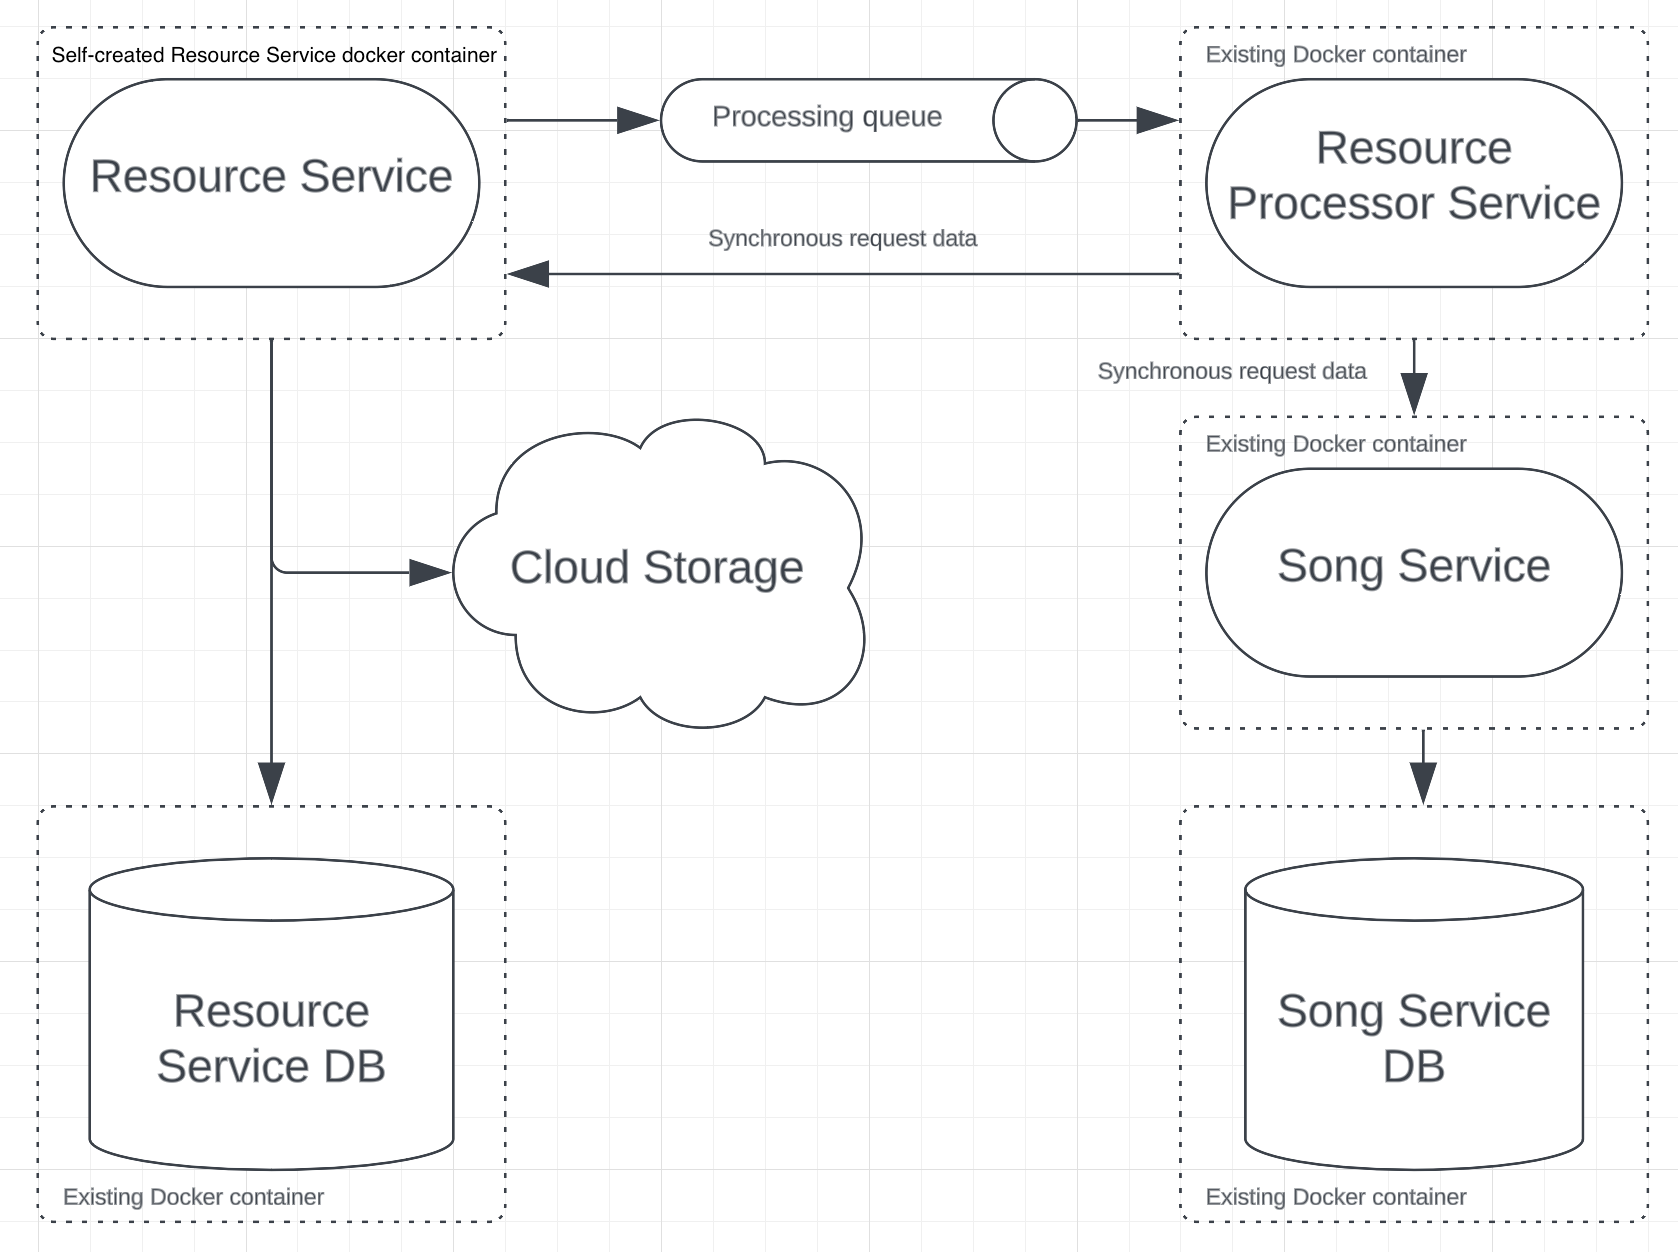 Self-created Resource Service docker container
Resource Service
Processing queue
Existing Docker container
Resource
Processor Service
Synchronous request data
Synchronous request data
Existing Docker container
Song Service
Cloud Storage
Resource
Service DB
Existing Docker container
Song Service
DB
Existing Docker container